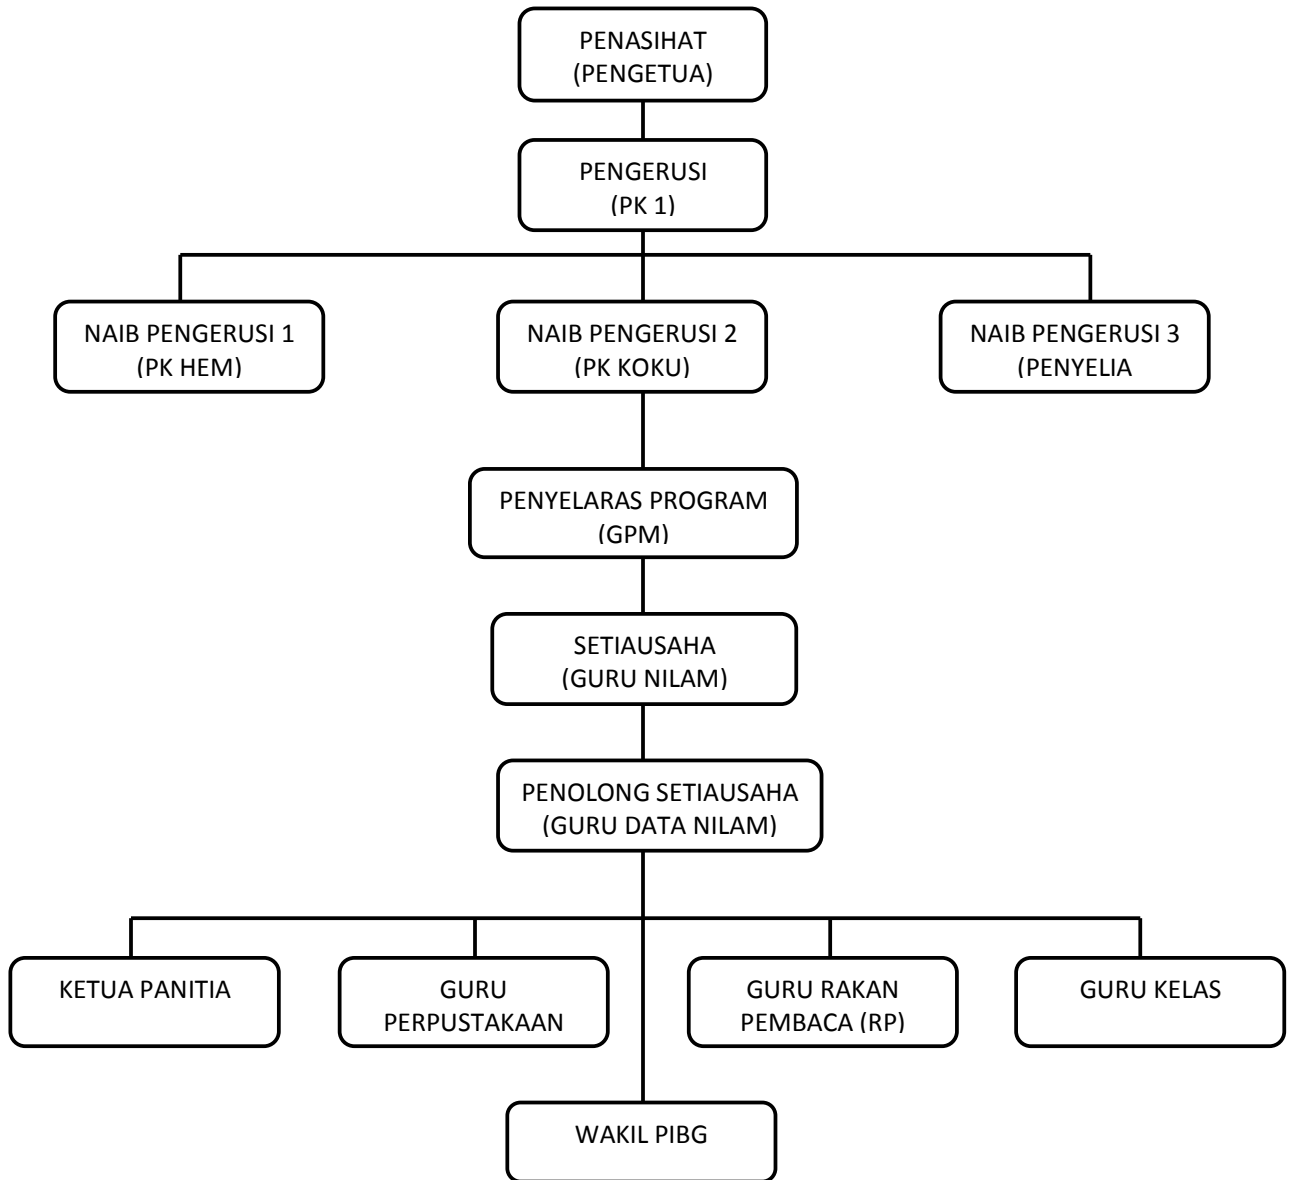 PENASIHAT
(PENGETUA)
PENGERUSI
(PK 1)
NAIB PENGERUSI 1
(PK HEM)
NAIB PENGERUSI 2
(PK KOKU)
NAIB PENGERUSI 3
(PENYELIA
PENYELARAS PROGRAM
(GPM)
SETIAUSAHA
(GURU NILAM)
PENOLONG SETIAUSAHA
(GURU DATA NILAM)
KETUA PANITIA
GURU
PERPUSTAKAAN
GURU RAKAN
PEMBACA (RP)
GURU KELAS
WAKIL PIBG